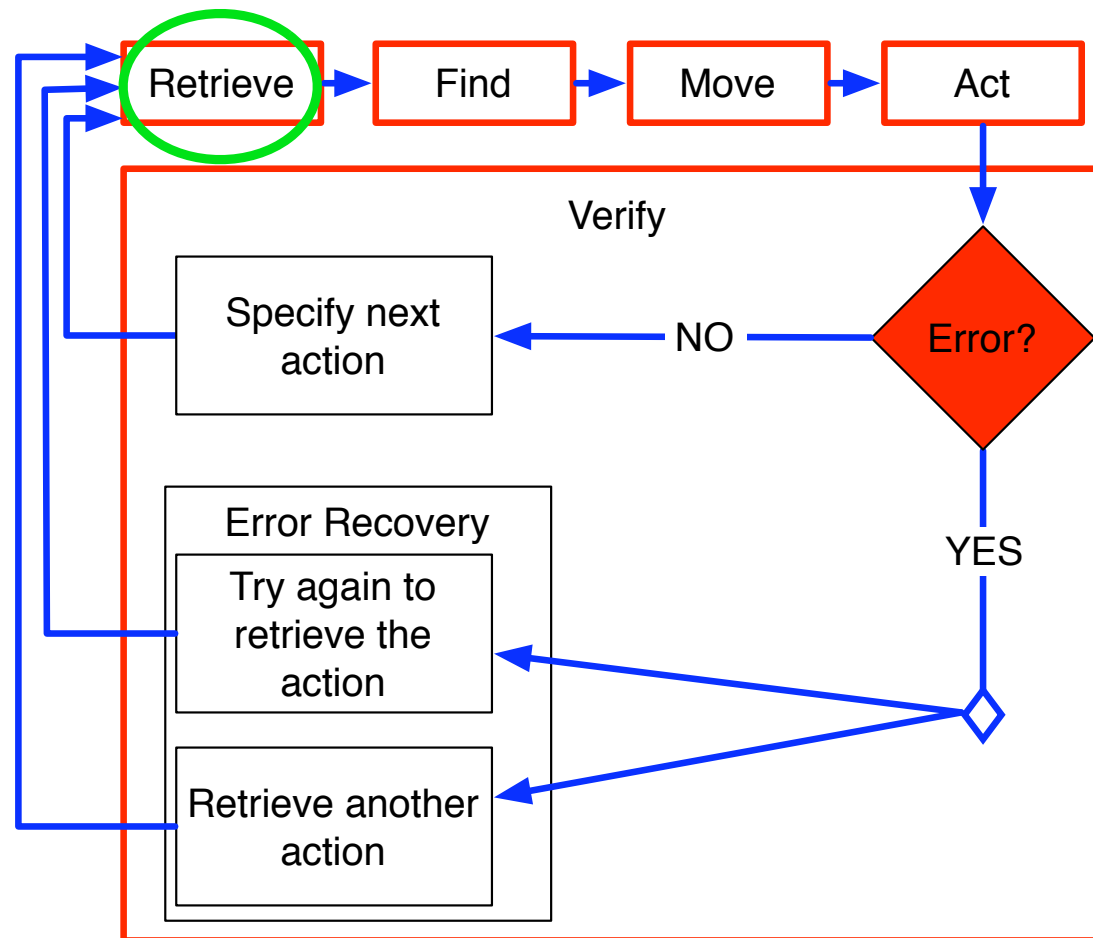 Retrieve
Find
Move
Act
Verify
Specify next
action
NO
Error?
YES
Error Recovery
Try again to
retrieve the
action
Retrieve another
action